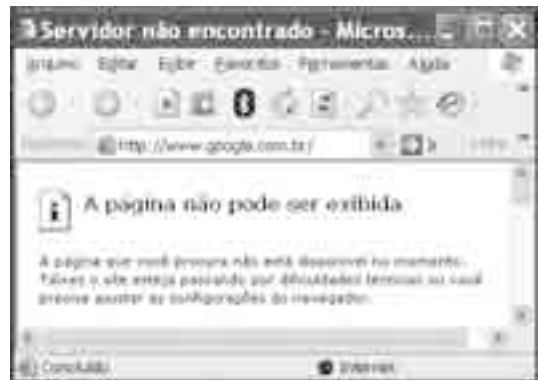 Servidor não encontrado - Micros...
Arquivo Editar Exibir Favoritos Ferramentas Ajuda
http://www.google.com.br/
A página não pode ser exibida
A página que você procura não está disponível no momento.
Talvez o site esteja passando por dificuldades técnicas ou você
precise ajustar as configurações do navegador.
Concluído Internet